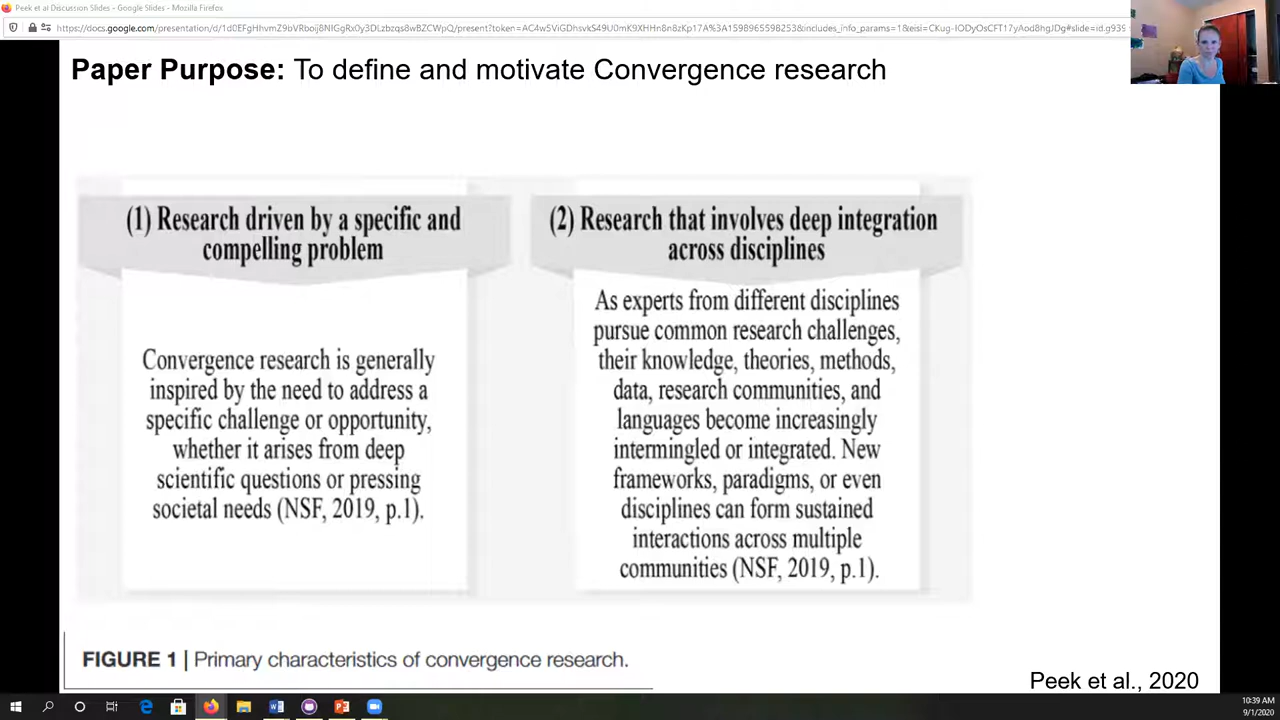 Peek et al Discussion Slides - Google Slides - Mozilla Firefox
Paper Purpose: To define and motivate Convergence research
(1) Research driven by a specific and
compelling problem
Convergence research is generally
inspired by the need to address a
specific challenge or opportunity,
whether it arises from deep
scientific questions or pressing
societal needs (NSF, 2019, p.1).
(2) Research that involves deep integration
across disciplines
As experts from different disciplines
pursue common research challenges,
their knowledge, theories, methods,
data, research communities, and
languages become increasingly
intermingled or integrated. New
frameworks, paradigms, or even
disciplines can form sustained
interactions across multiple
communities (NSF, 2019, p.1).
FIGURE 1 | Primary characteristics of convergence research.
Peek et al., 2020
10:39 AM
9/1/2020